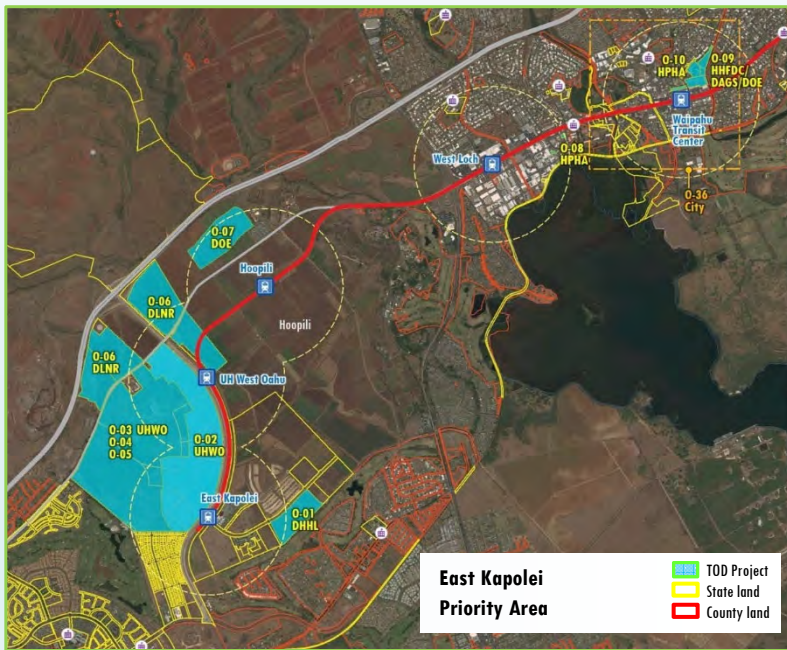 O-10
HPHA
O-09
HHFDC/
DAGS/DOE
Waipahu
Transit
Center
West Loch
O-08
HPHA
O-36
City
O-07
DOE
Hoopili
Hoopili
O-06
DLNR
O-06
DLNR
UH West Oahu
O-03 UHWO
O-04
O-05
O-02
UHWO
East Kapolei
O-01
DHHL
East Kapolei
Priority Area
TOD Project
State land
County land